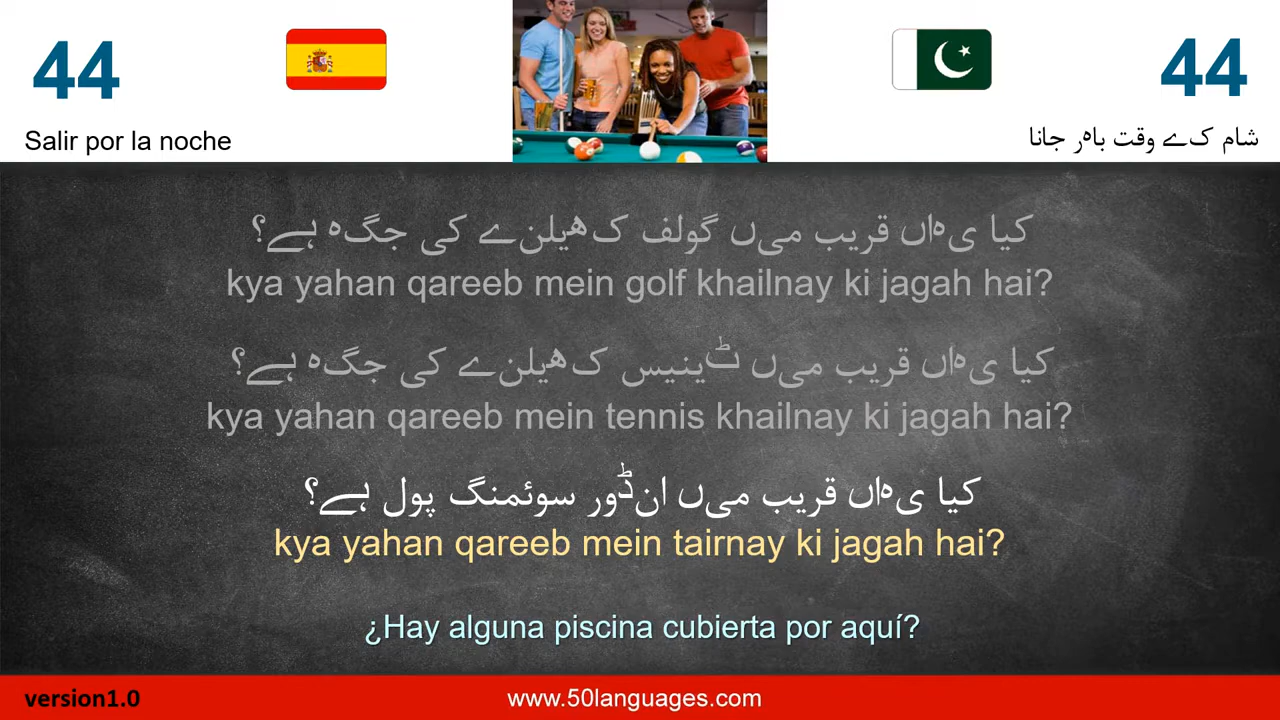 44
44
Salir por la noche
شام کے وقت باہر جانا
کیا یہاں قریب میں گولف کھیلنے کی جگہ ہے؟
kya yahan qareeb mein golf khailnay ki jagah hai?
کیا یہاں قریب میں ٹینیس کھیلنے کی جگہ ہے؟
kya yahan qareeb mein tennis khailnay ki jagah hai?
کیا یہاں قریب میں انڈور سوئمنگ پول ہے؟
kya yahan qareeb mein tairnay ki jagah hai?
¿Hay alguna piscina cubierta por aquí?
version1.0
www.50languages.com